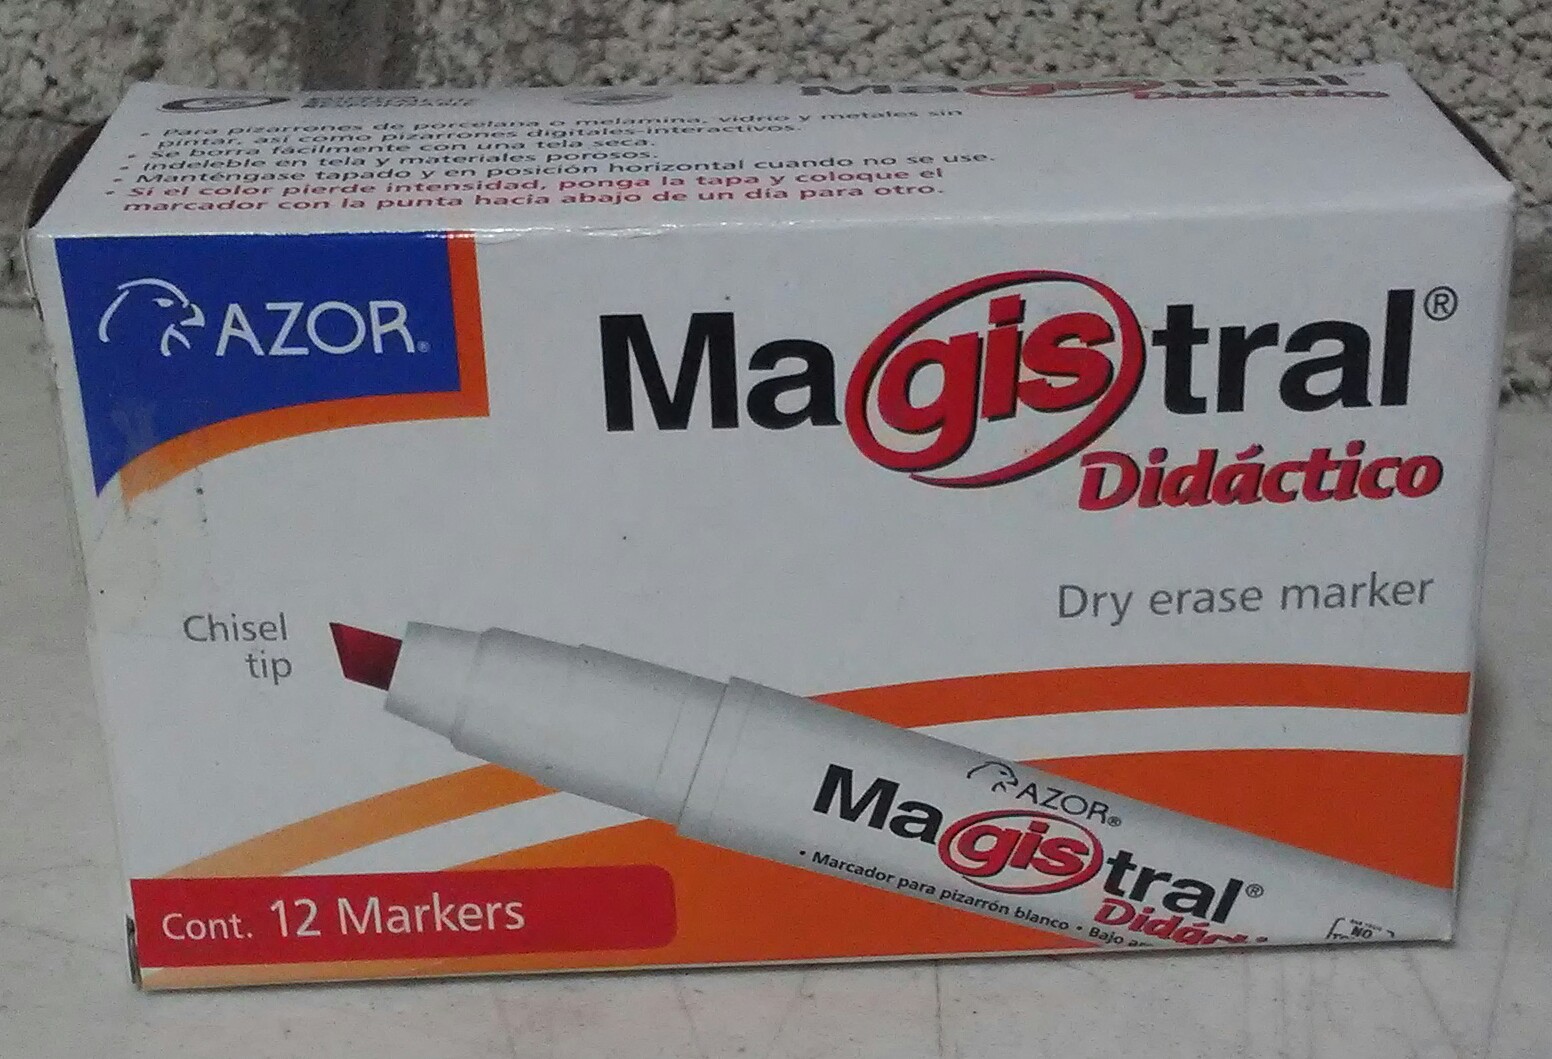 Magistral
Didáctico
• Para pizarrones de porcelana o melamina, vidrio y metales sin
pintar, así como pizarrones digitales-interactivos.
• Se borra fácilmente con una tela seca.
• Indeleble en tela y materiales porosos.
• Manténgase tapado y en posición horizontal cuando no se use.
• Si el color pierde intensidad, ponga la tapa y coloque el
marcador con la punta hacia abajo de un día para otro.
AZOR®
Magistral®
Didáctico
Dry erase marker
Chisel
tip
AZOR®
Magistral®
Didáctico
• Marcador para pizarrón blanco • Bajo
NO
Cont. 12 Markers